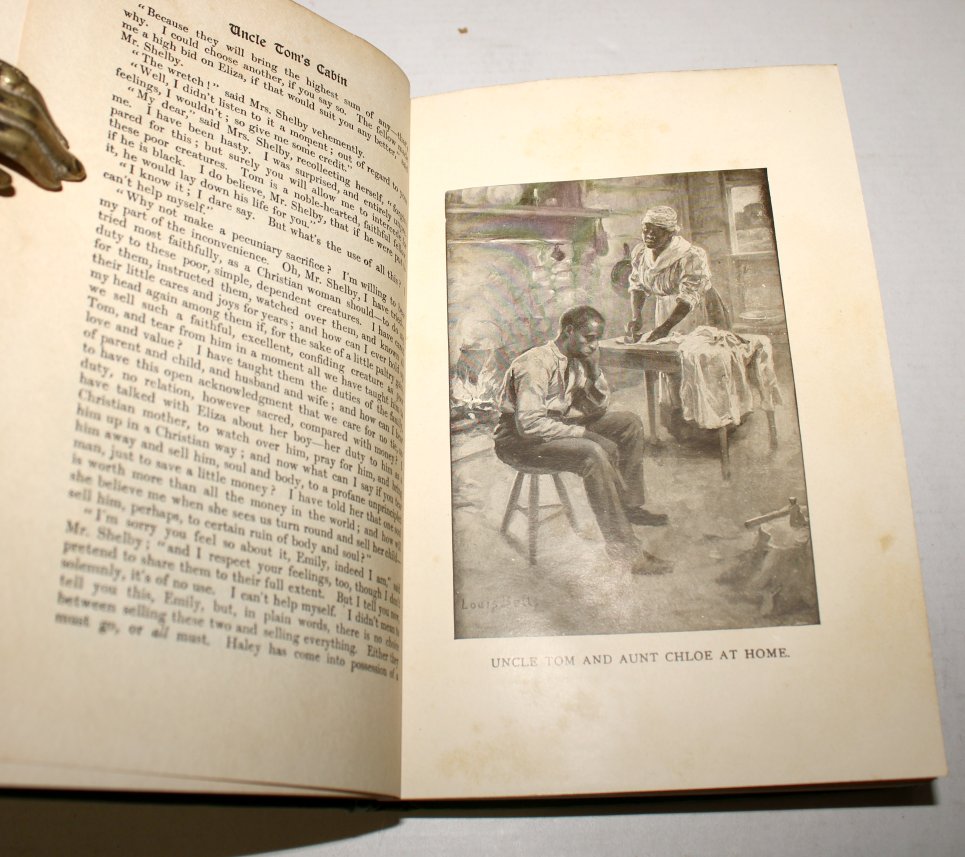 Uncle Tom's Cabin
"Because they will bring the highest sum of any—that's
why. I could choose another, if you say so. The fellow made
me a high bid on Eliza, if that would suit you any better,"
Mr. Shelby.
"The wretch!" said Mrs. Shelby vehemently.
"Well, I didn't listen to it a moment; out of regard to your
feelings, I wouldn't; so give me some credit."
"My dear," said Mrs. Shelby, recollecting herself,
me. I have been hasty. I was surprised, and entirely
pared for this; but surely you will allow me to intercede
these poor creatures. Tom is a noble-hearted, faithful
if he is black. I do believe, Mr. Shelby, that if he were put
it, he would lay down his life for you."
"I know it; I dare say. But what's the use of all this?
can't help myself."
"Why not make a pecuniary sacrifice? I'm willing to
my part of the inconvenience. Oh, Mr. Shelby, I have tried—
tried most faithfully, as a Christian woman should—to do
duty to these poor, simple, dependent creatures. I have
for them, instructed them, watched over them, and known
their little cares and joys for years; and how can I ever hold
my head again among them if, for the sake of a little paltry
we sell such a faithful, excellent, confiding creature as poor
Tom, and tear from him in a moment all we have taught him
love and value? I have taught them the duties of the family,
of parent and child, and husband and wife; and how can I bear
to have this open acknowledgment that we care for no tie, no
duty, no relation, however sacred, compared with money? I
have talked with Eliza about her boy—her duty to him as a
Christian mother, to watch over him, pray for him, and bring
him up in a Christian way; and now what can I say if you tear
him away and sell him, soul and body, to a profane unprincipled
man, just to save a little money? I have told her that one soul
is worth more than all the money in the world; and how will
she believe me when she sees us turn round and sell her child—
sell him, perhaps, to certain ruin of body and soul?"
"I'm sorry you feel so about it, Emily, indeed I am," said
Mr. Shelby; "and I respect your feelings, too, though I don't
pretend to share them to their full extent. But I tell you now
solemnly, it's of no use. I can't help myself. I didn't mean to
tell you this, Emily, but, in plain words, there is no choice
between selling these two and selling everything. Either they
must go, or all must. Haley has come into possession of a
Louis
UNCLE TOM AND AUNT CHLOE AT HOME.